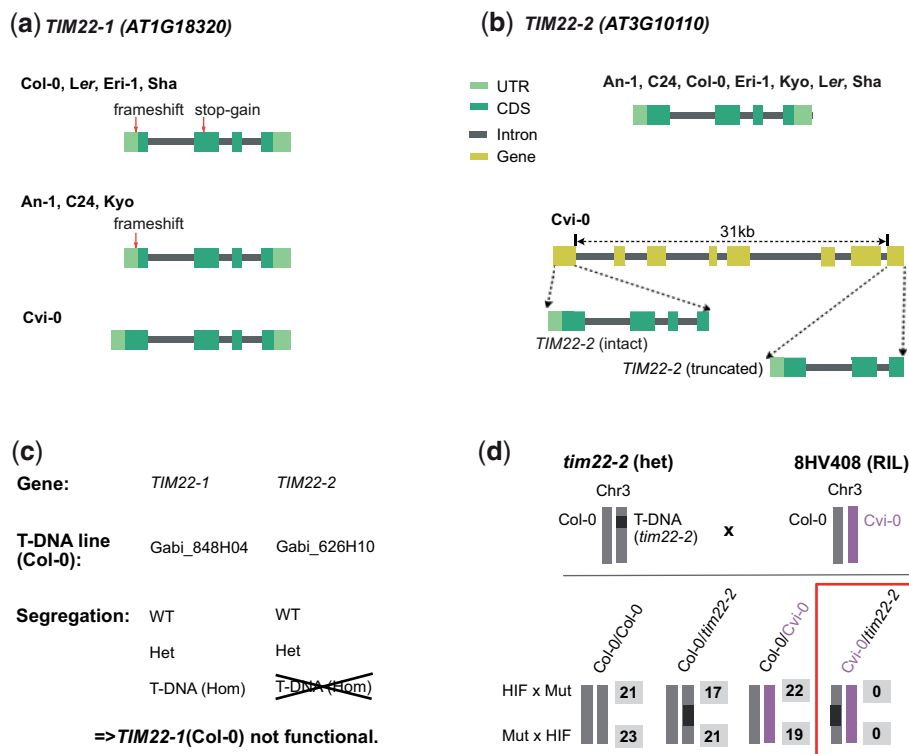 (a) TIM22-1 (AT1G18320)
Col-0, Ler, Eri-1, Sha
frameshift stop-gain
An-1, C24, Kyo
frameshift
Cvi-0
(b) TIM22-2 (AT3G10110)
An-1, C24, Col-0, Eri-1, Kyo, Ler, Sha
UTR
CDS
Intron
Gene
Cvi-0
31kb
TIM22-2 (intact)
TIM22-2 (truncated)
(c)
Gene: TIM22-1 TIM22-2
T-DNA line
(Col-0): Gabi_848H04 Gabi_626H10
Segregation: WT WT
Het Het
T-DNA (Hom) T-DNA (Hom)
=>TIM22-1(Col-0) not functional.
(d) tim22-2 (het) 8HV408 (RIL)
Chr3 Chr3
Col-0 T-DNA x Col-0 Cvi-0
(tim22-2)
Col-0/Col-0 Col-0/tim22-2 Col-0/Cvi-0 Cvi-0/tim22-2
HIF x Mut 21 17 22 0
Mut x HIF 23 21 19 0